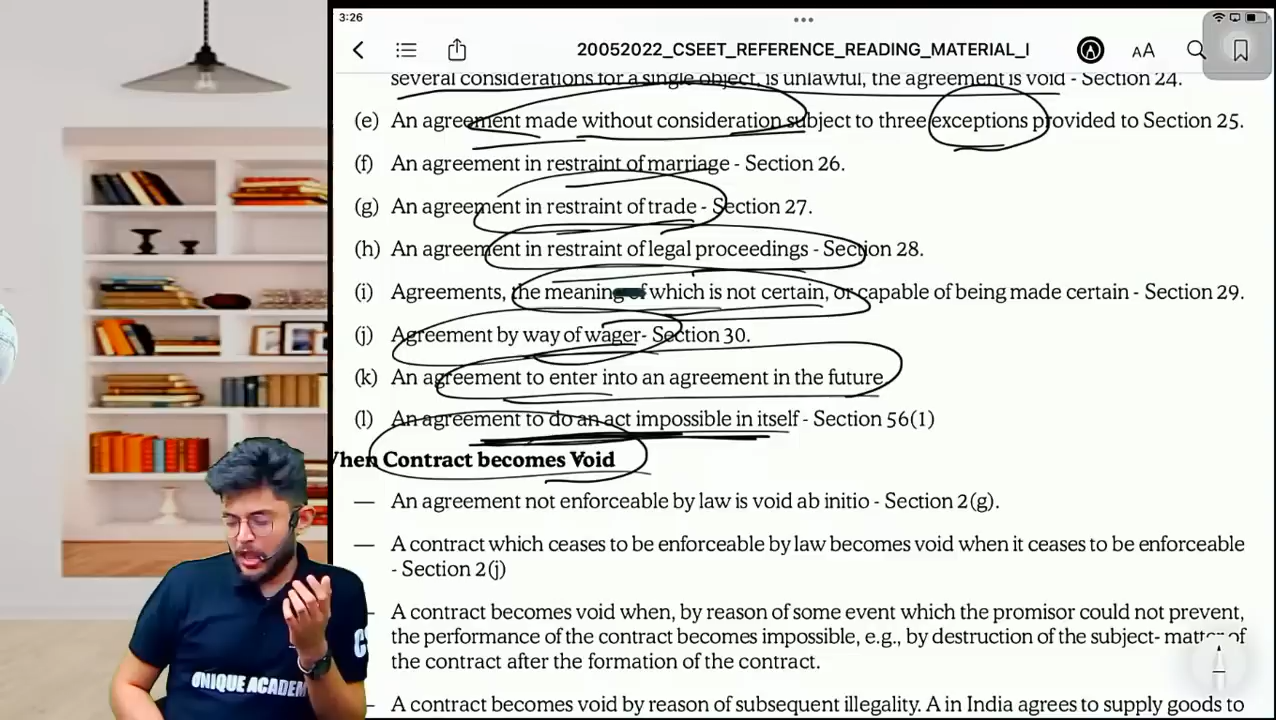 3:26
20052022_CSEET_REFERENCE_READING_MATERIAL_I
AA
several considerations for a single object, is unlawful, the agreement is void - Section 24.
(e) An agreement made without consideration subject to three exceptions provided to Section 25.
(f) An agreement in restraint of marriage - Section 26.
(g) An agreement in restraint of trade - Section 27.
(h) An agreement in restraint of legal proceedings - Section 28.
(i) Agreements, the meaning of which is not certain, or capable of being made certain - Section 29.
(j) Agreement by way of wager- Section 30.
(k) An agreement to enter into an agreement in the future
(l) An agreement to do an act impossible in itself - Section 56(1)
When Contract becomes Void
— An agreement not enforceable by law is void ab initio - Section 2(g).
— A contract which ceases to be enforceable by law becomes void when it ceases to be enforceable
- Section 2(j)
– A contract becomes void when, by reason of some event which the promisor could not prevent,
the performance of the contract becomes impossible, e.g., by destruction of the subject- matter of
the contract after the formation of the contract.
– A contract becomes void by reason of subsequent illegality. A in India agrees to supply goods to
UNIQUE ACADEM